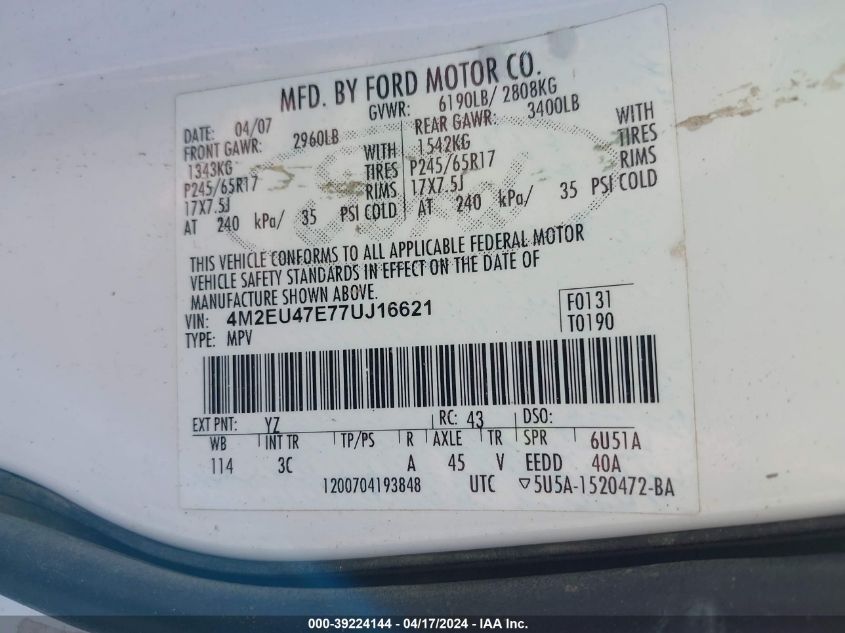 MFD. BY FORD MOTOR CO.
DATE: 04/07 GVWR: 6190LB/ 2808KG
FRONT GAWR: 2960LB REAR GAWR: 3400LB
1343KG WITH 1542KG WITH
P245/65R17 TIRES P245/65R17 TIRES
17X7.5J RIMS 17X7.5J RIMS
AT 240 kPa/ 35 PSI COLD AT 240 kPa/ 35 PSI COLD
THIS VEHICLE CONFORMS TO ALL APPLICABLE FEDERAL MOTOR
VEHICLE SAFETY STANDARDS IN EFFECT ON THE DATE OF
MANUFACTURE SHOWN ABOVE.
VIN: 4M2EU47E77UJ16621 F0131
TYPE: MPV T0190
EXT PNT: YZ RC: 43 DSO:
WB INT TR TP/PS R AXLE TR SPR 6U51A
114 3C A 45 V EEDD 40A
1200704193848 UTC ▽5U5A-1520472-BA
000-39224144 - 04/17/2024 - IAA Inc.